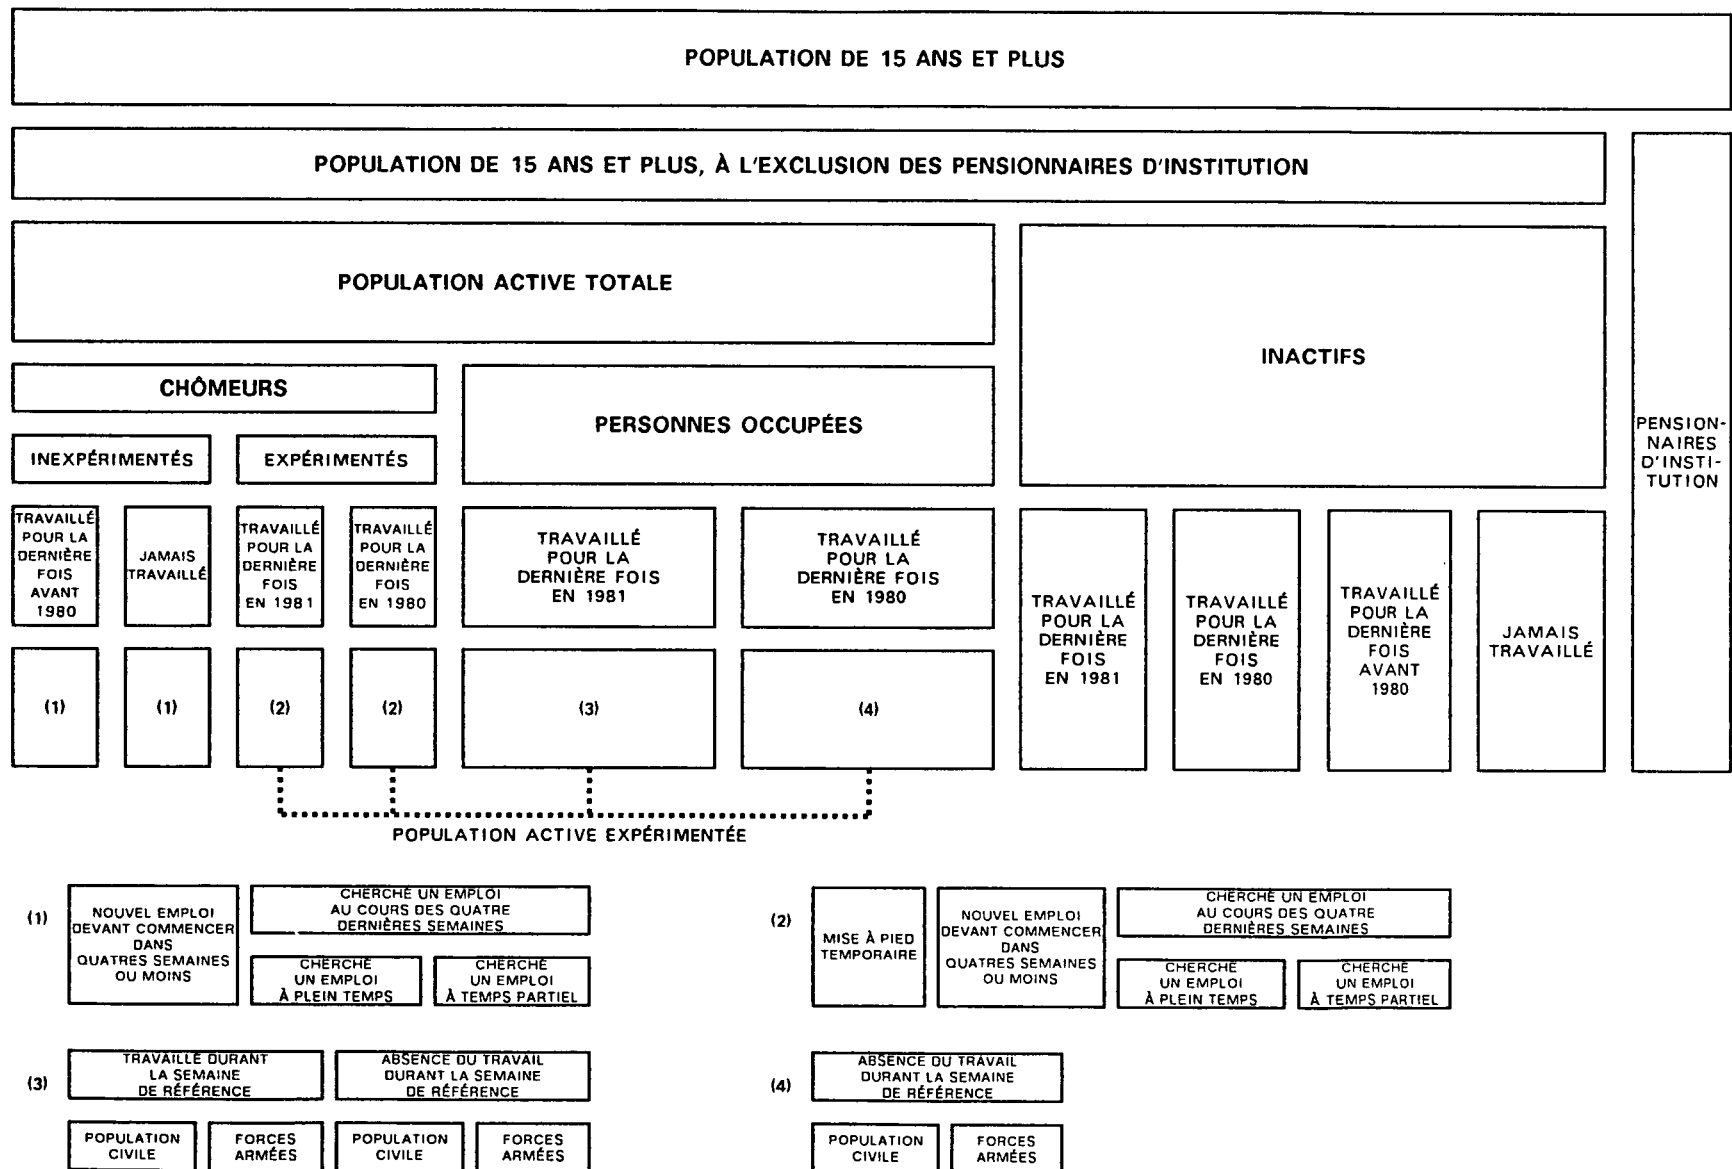 POPULATION DE 15 ANS ET PLUS
POPULATION DE 15 ANS ET PLUS, À L'EXCLUSION DES PENSIONNAIRES D'INSTITUTION
POPULATION ACTIVE TOTALE
INACTIFS
PENSION-
NAIRES
D'INSTI-
TUTION
CHÔMEURS
PERSONNES OCCUPÉES
INEXPÉRIMENTÉS
EXPÉRIMENTÉS
TRAVAILLÉ
POUR LA
DERNIÈRE
FOIS
AVANT
1980
JAMAIS
TRAVAILLÉ
TRAVAILLÉ
POUR LA
DERNIÈRE
FOIS
EN 1981
TRAVAILLÉ
POUR LA
DERNIÈRE
FOIS
EN 1980
TRAVAILLÉ
POUR LA
DERNIÈRE FOIS
EN 1981
TRAVAILLÉ
POUR LA
DERNIÈRE FOIS
EN 1980
TRAVAILLÉ
POUR LA
DERNIÈRE
FOIS
EN 1981
TRAVAILLÉ
POUR LA
DERNIÈRE
FOIS
EN 1980
TRAVAILLÉ
POUR LA
DERNIÈRE
FOIS
AVANT
1980
JAMAIS
TRAVAILLÉ
(1)
(1)
(2)
(2)
(3)
(4)
POPULATION ACTIVE EXPÉRIMENTÉE
(1)
NOUVEL EMPLOI
DEVANT COMMENCER
DANS
QUATRES SEMAINES
OU MOINS
CHERCHÉ UN EMPLOI
AU COURS DES QUATRE
DERNIÈRES SEMAINES
CHERCHÉ
UN EMPLOI
À PLEIN TEMPS
CHERCHÉ
UN EMPLOI
À TEMPS PARTIEL
(2)
MISE À PIED
TEMPORAIRE
NOUVEL EMPLOI
DEVANT COMMENCER
DANS
QUATRES SEMAINES
OU MOINS
CHERCHÉ UN EMPLOI
AU COURS DES QUATRE
DERNIÈRES SEMAINES
CHERCHÉ
UN EMPLOI
À PLEIN TEMPS
CHERCHÉ
UN EMPLOI
À TEMPS PARTIEL
(3)
TRAVAILLÉ DURANT
LA SEMAINE
DE RÉFÉRENCE
ABSENCE DU TRAVAIL
DURANT LA SEMAINE
DE RÉFÉRENCE
POPULATION
CIVILE
FORCES
ARMÉES
POPULATION
CIVILE
FORCES
ARMÉES
(4)
ABSENCE DU TRAVAIL
DURANT LA SEMAINE
DE RÉFÉRENCE
POPULATION
CIVILE
FORCES
ARMÉES